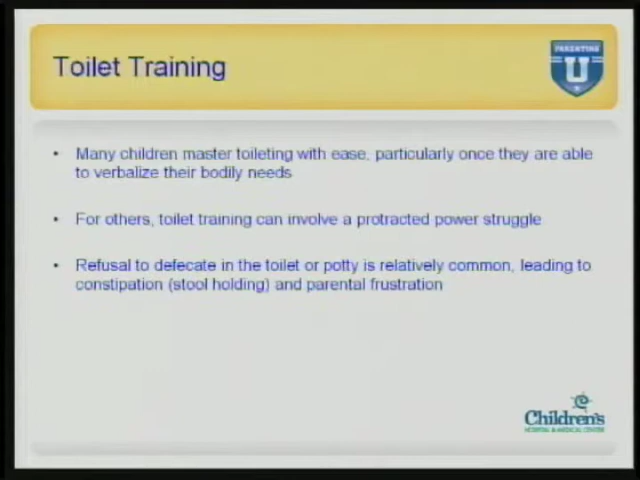 Toilet Training
PARENTING
U
• Many children master toileting with ease, particularly once they are able
to verbalize their bodily needs
• For others, toilet training can involve a protracted power struggle
• Refusal to defecate in the toilet or potty is relatively common, leading to
constipation (stool holding) and parental frustration
Children's
HOSPITAL & MEDICAL CENTER